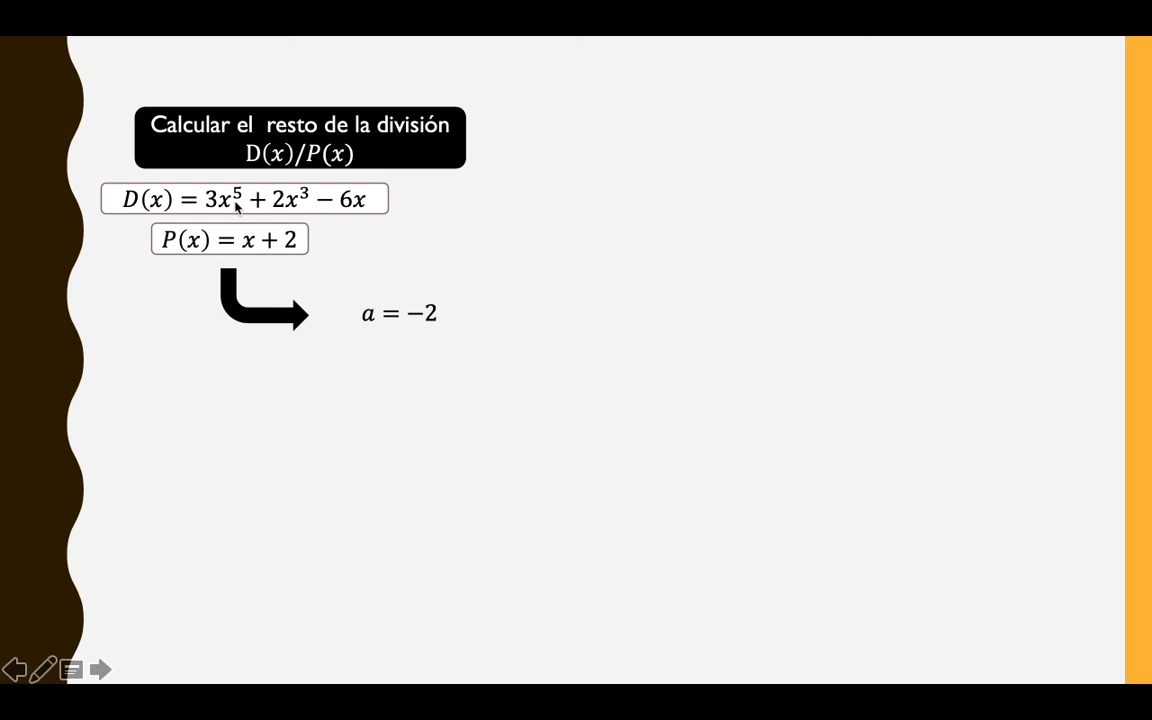 Calcular el resto de la división
D(x)/P(x)
D(x) = 3x⁵ + 2x³ − 6x
P(x) = x + 2
a = −2